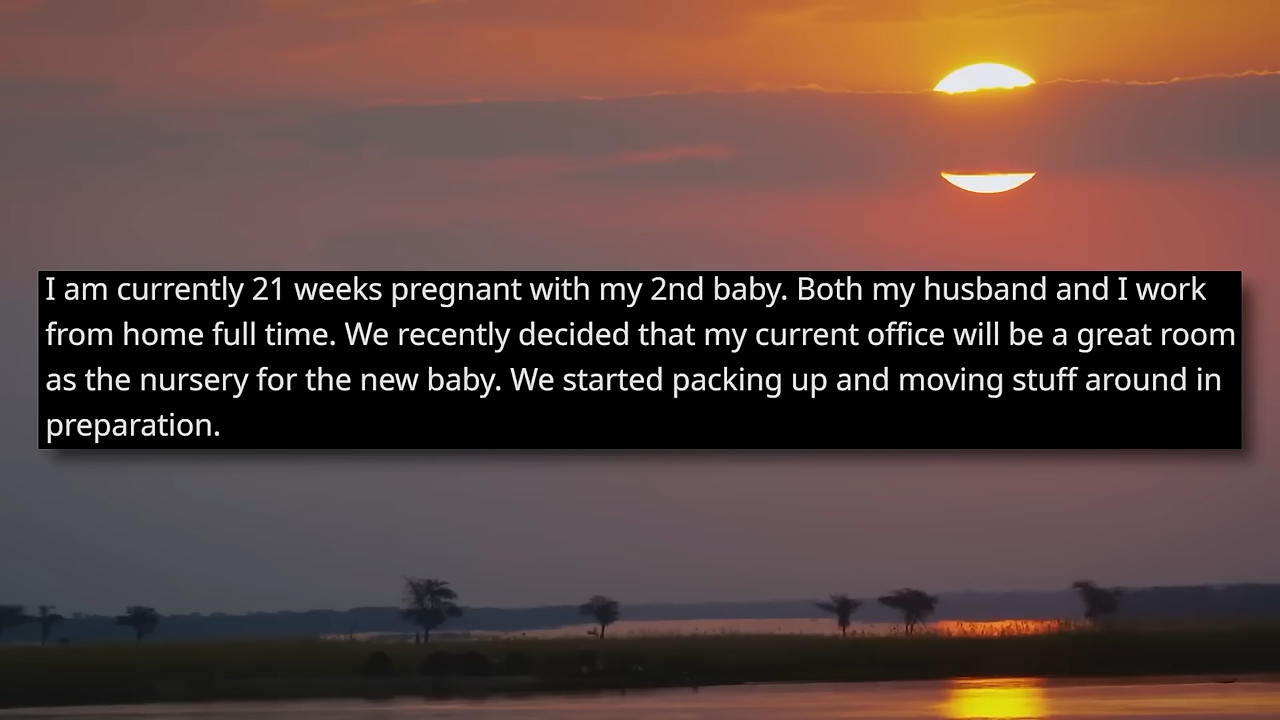 I am currently 21 weeks pregnant with my 2nd baby. Both my husband and I work
from home full time. We recently decided that my current office will be a great room
as the nursery for the new baby. We started packing up and moving stuff around in
preparation.